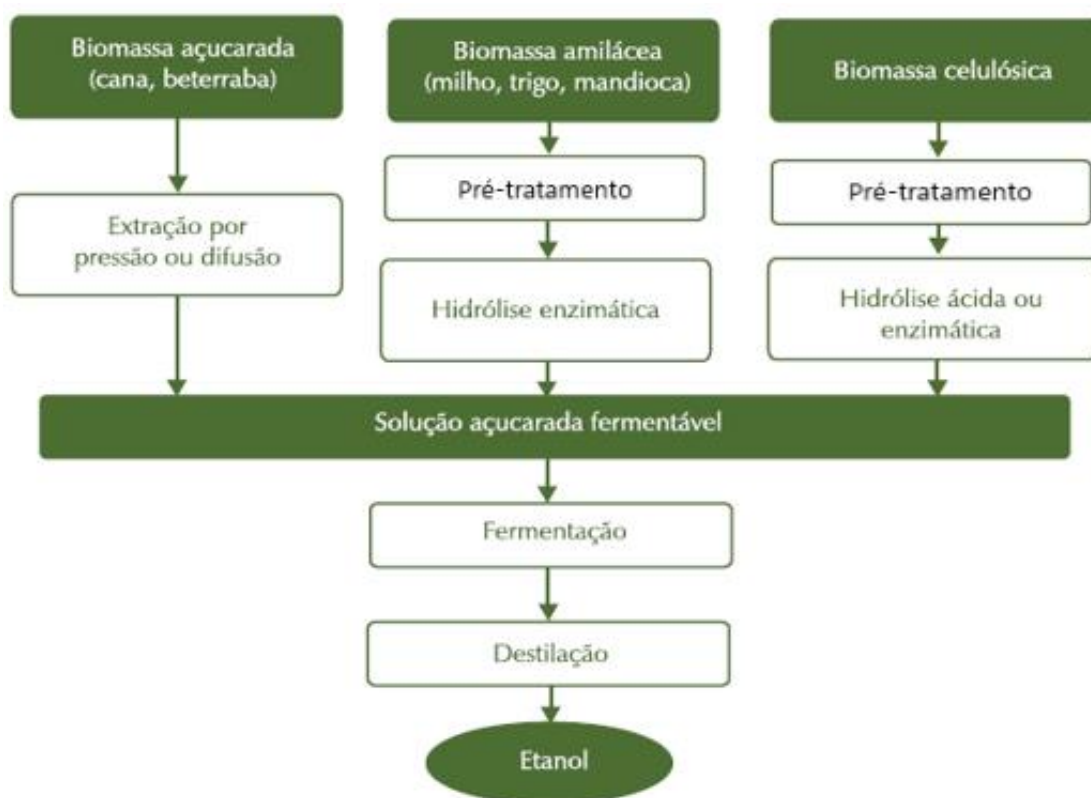 Biomassa açucarada
(cana, beterraba)
Biomassa amilácea
(milho, trigo, mandioca)
Biomassa celulósica
Extração por
pressão ou difusão
Pré-tratamento
Pré-tratamento
Hidrólise enzimática
Hidrólise ácida ou
enzimática
Solução açucarada fermentável
Fermentação
Destilação
Etanol